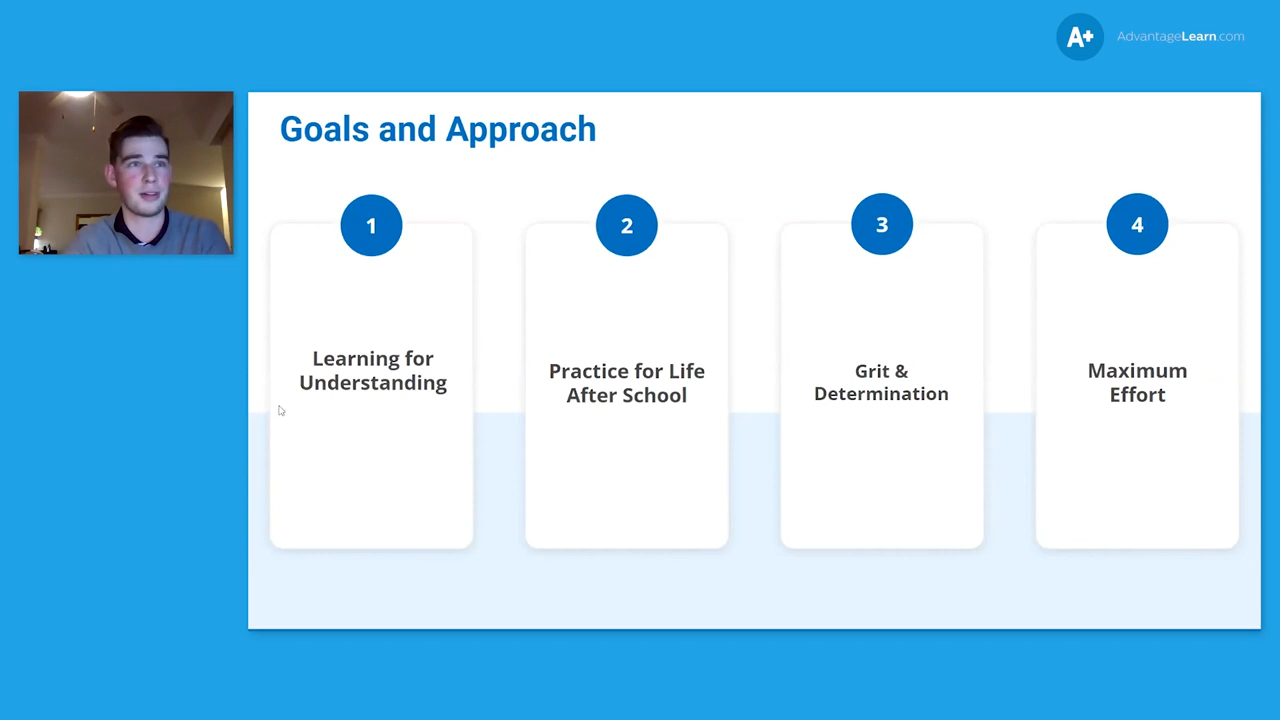 A+ AdvantageLearn.com
Goals and Approach
1
Learning for
Understanding
2
Practice for Life
After School
3
Grit &
Determination
4
Maximum
Effort